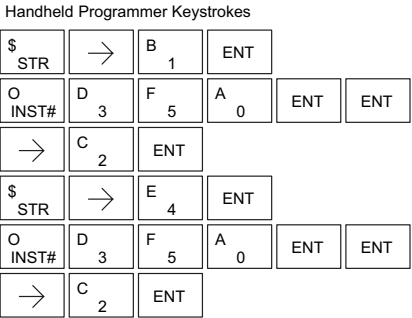 Handheld Programmer Keystrokes
$ STR → B 1 ENT
O INST# D 3 F 5 A 0 ENT ENT
→ C 2 ENT
$ STR → E 4 ENT
O INST# D 3 F 5 A 0 ENT ENT
→ C 2 ENT